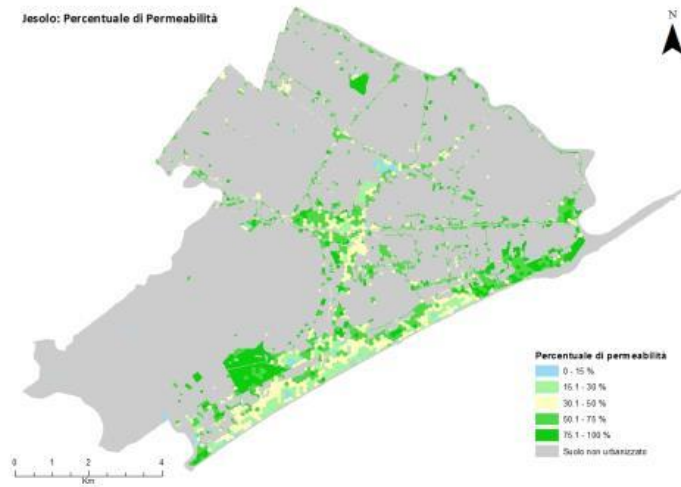 Jesolo: Percentuale di Permeabilità
N
Percentuale di permeabilità
0 - 15 %
15.1 - 30 %
30.1 - 50 %
50.1 - 75 %
75.1 - 100 %
Suolo non urbanizzato
0 1 2 4
Km